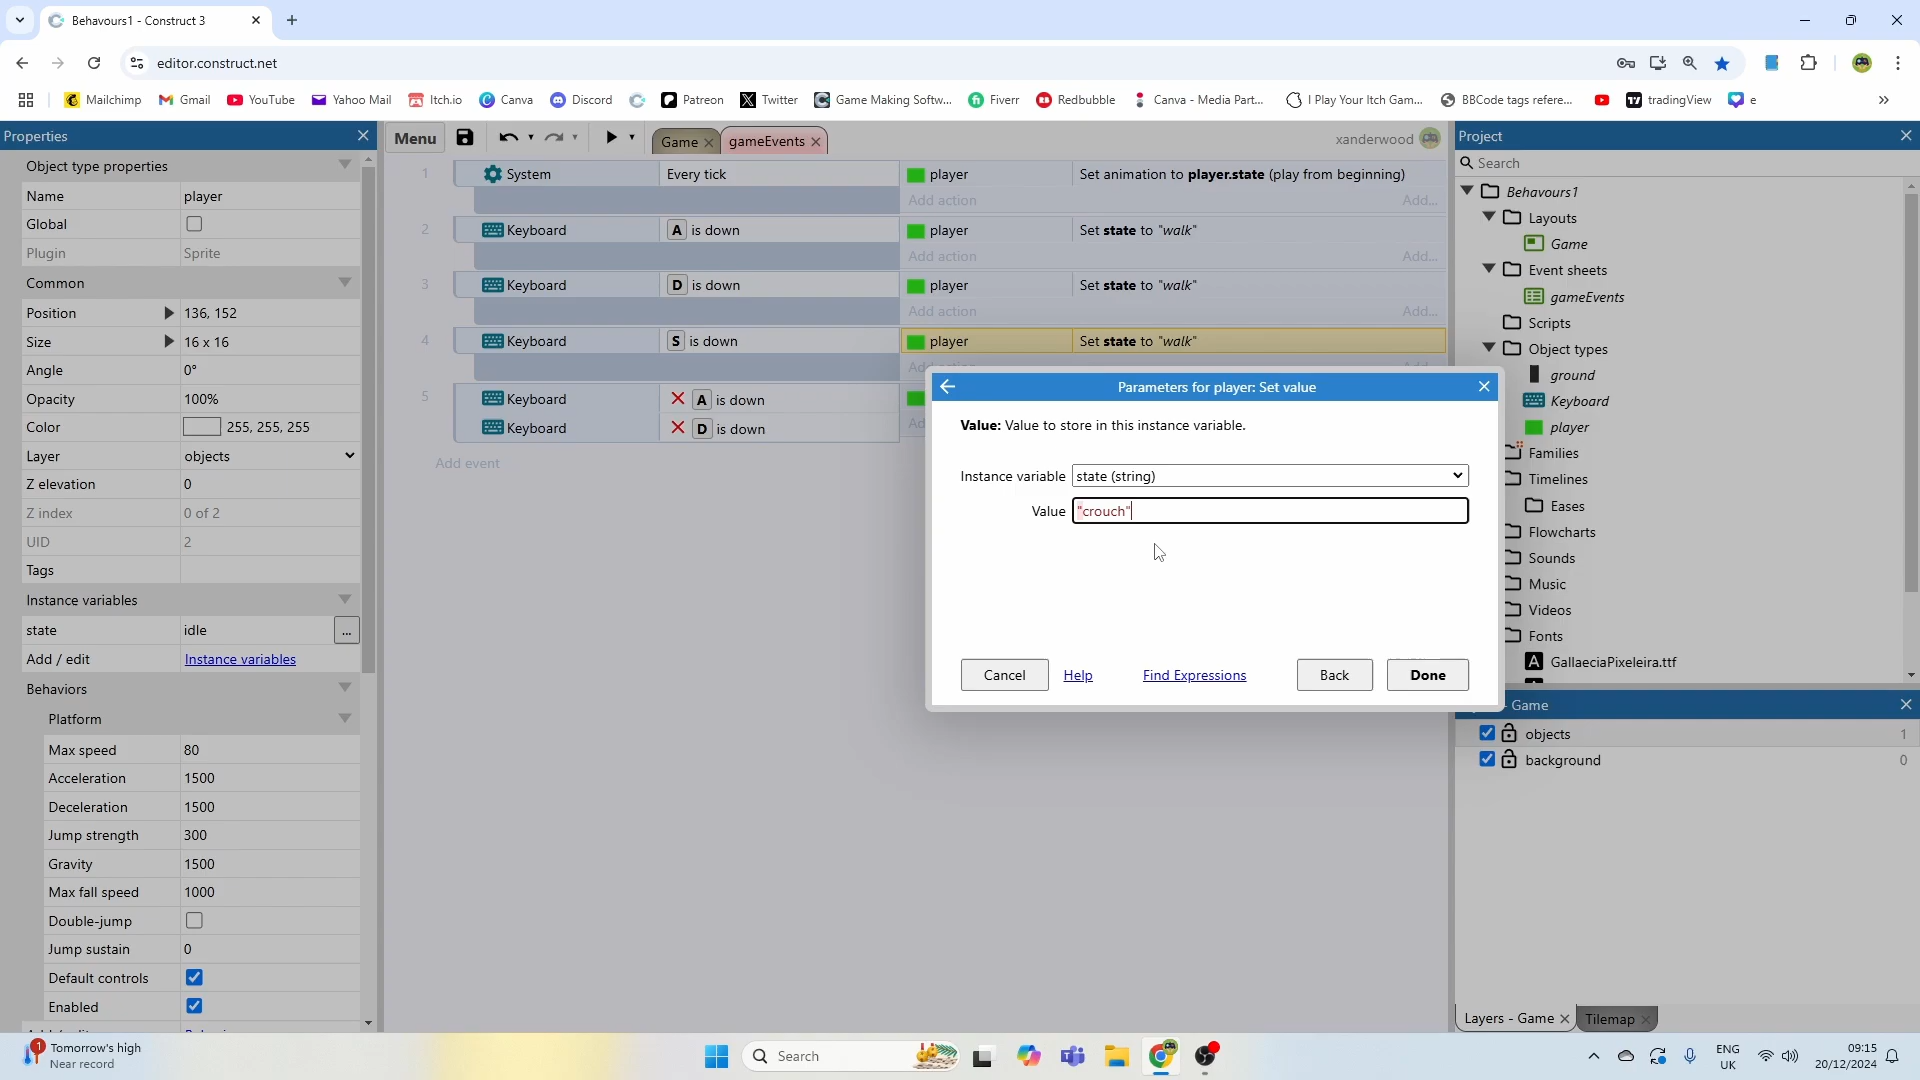 Behavours1 - Construct 3
editor.construct.net
Mailchimp Gmail YouTube Yahoo Mail Itch.io Canva Discord Patreon Twitter Game Making Softw... Fiverr Redbubble Canva - Media Part... I Play Your Itch Gam... BBCode tags refere... tradingView e
Properties
Object type properties
Name player
Global
Plugin Sprite
Common
Position 136, 152
Size 16 x 16
Angle 0°
Opacity 100%
Color 255, 255, 255
Layer objects
Z elevation 0
Z index 0 of 2
UID 2
Tags
Instance variables
state idle ...
Add / edit Instance variables
Behaviors
Platform
Max speed 80
Acceleration 1500
Deceleration 1500
Jump strength 300
Gravity 1500
Max fall speed 1000
Double-jump
Jump sustain 0
Default controls
Enabled
Menu
Game
gameEvents
xanderwood
1 System Every tick player Set animation to player.state (play from beginning)
Add action Add...
2 Keyboard A is down player Set state to "walk"
Add action Add...
3 Keyboard D is down player Set state to "walk"
Add action Add...
4 Keyboard S is down player Set state to "walk"
5 Keyboard A is down
Keyboard D is down
Add event
Parameters for player: Set value
Value: Value to store in this instance variable.
Instance variable state (string)
Value "crouch"
Cancel Help Find Expressions Back Done
Project
Search
Behavours1
Layouts
Game
Event sheets
gameEvents
Scripts
Object types
ground
Keyboard
player
Families
Timelines
Eases
Flowcharts
Sounds
Music
Videos
Fonts
GallaeciaPixeleira.ttf
- Game
objects 1
background 0
Layers - Game
Tilemap
1
Tomorrow's high
Near record
Search
ENG
UK
09:15
20/12/2024